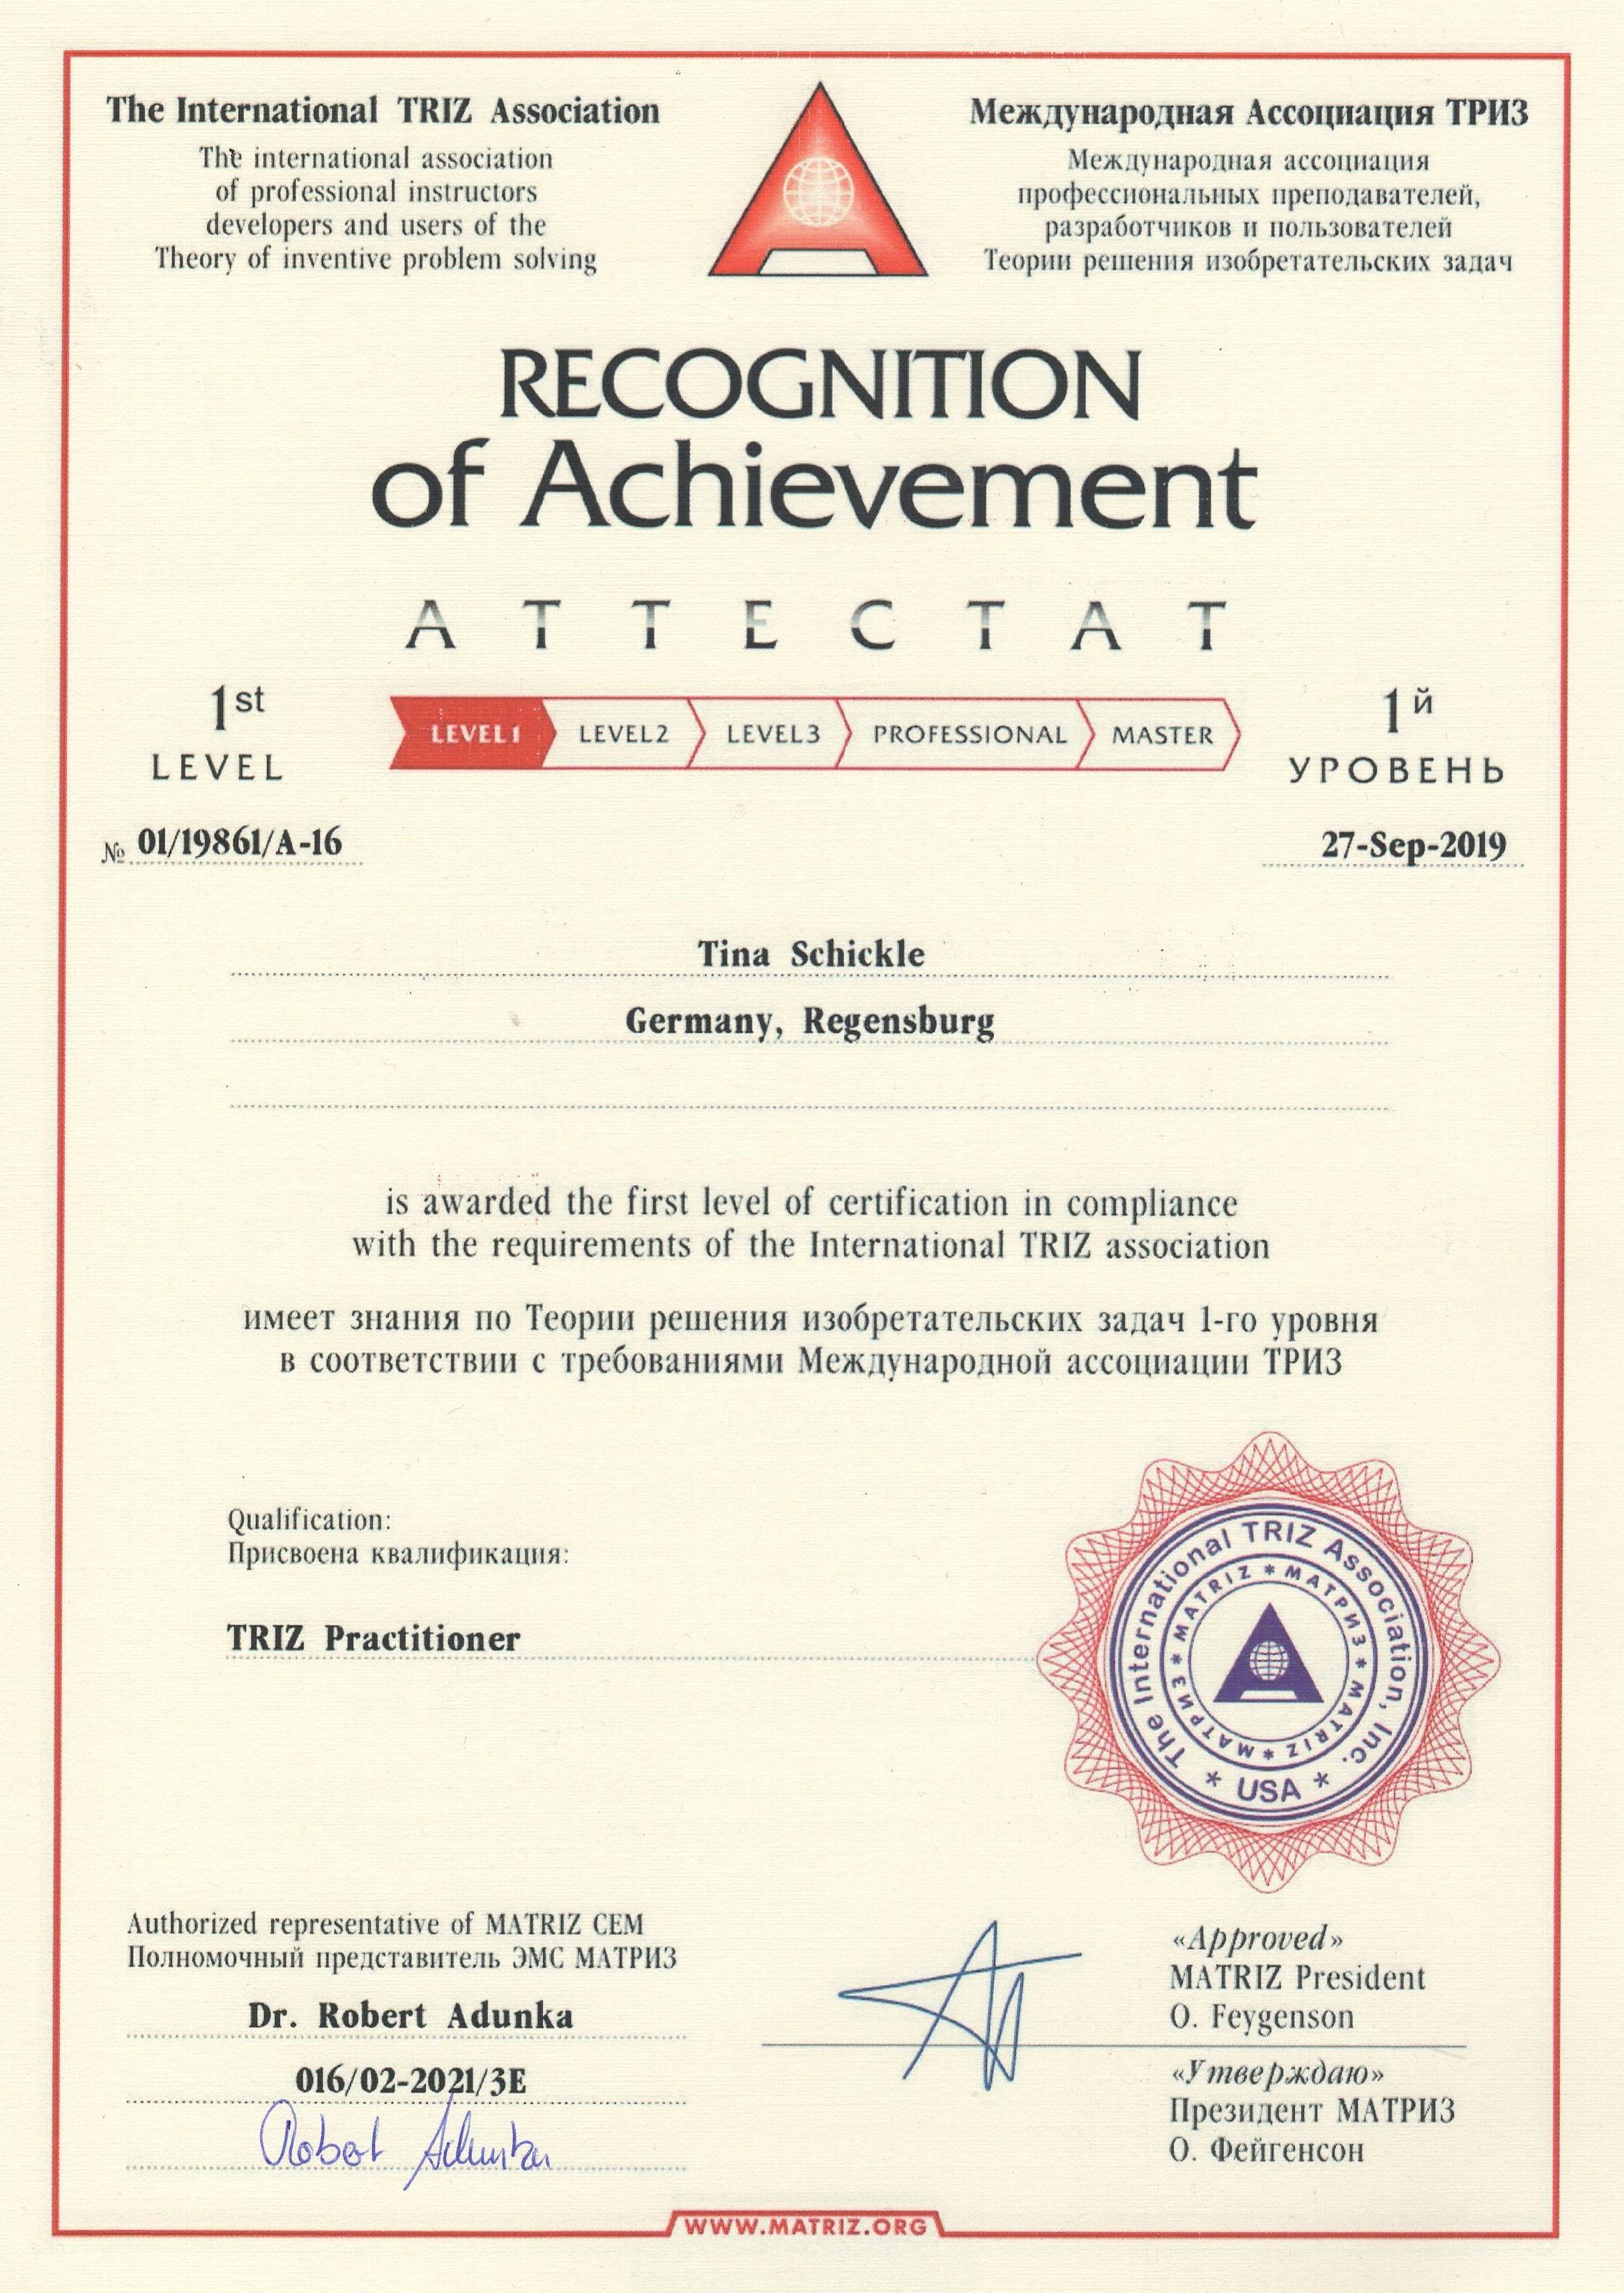 The International TRIZ Association
The international association
of professional instructors
developers and users of the
Theory of inventive problem solving
Международная Ассоциация ТРИЗ
Международная ассоциация
профессиональных преподавателей,
разработчиков и пользователей
Теории решения изобретательских задач
RECOGNITION
of Achievement
АТТЕСТАТ
1st
LEVEL
LEVEL1 LEVEL2 LEVEL3 PROFESSIONAL MASTER
1й
УРОВЕНЬ
№ 01/19861/A-16
27-Sep-2019
Tina Schickle
Germany, Regensburg
is awarded the first level of certification in compliance
with the requirements of the International TRIZ association
имеет знания по Теории решения изобретательских задач 1-го уровня
в соответствии с требованиями Международной ассоциации ТРИЗ
Qualification:
Присвоена квалификация:
TRIZ Practitioner
The International TRIZ Association, Inc.
* USA *
MATRIZ * МАТРИЗ * MATRIZ * МАТРИЗ *
Authorized representative of MATRIZ CEM
Полномочный представитель ЭМС МАТРИЗ
Dr. Robert Adunka
016/02-2021/3E
Robert Adunka
«Approved»
MATRIZ President
O. Feygenson
«Утверждаю»
Президент МАТРИЗ
О. Фейгенсон
WWW.MATRIZ.ORG